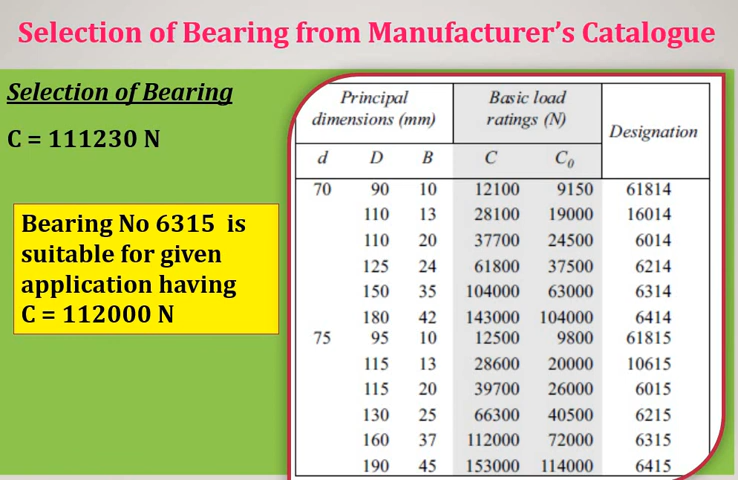 Selection of Bearing from Manufacturer's Catalogue
Selection of Bearing
C = 111230 N
Bearing No 6315 is
suitable for given
application having
C = 112000 N
Principal dimensions (mm) Basic load ratings (N) Designation
d D B C C₀
70 90 10 12100 9150 61814
110 13 28100 19000 16014
110 20 37700 24500 6014
125 24 61800 37500 6214
150 35 104000 63000 6314
180 42 143000 104000 6414
75 95 10 12500 9800 61815
115 13 28600 20000 10615
115 20 39700 26000 6015
130 25 66300 40500 6215
160 37 112000 72000 6315
190 45 153000 114000 6415